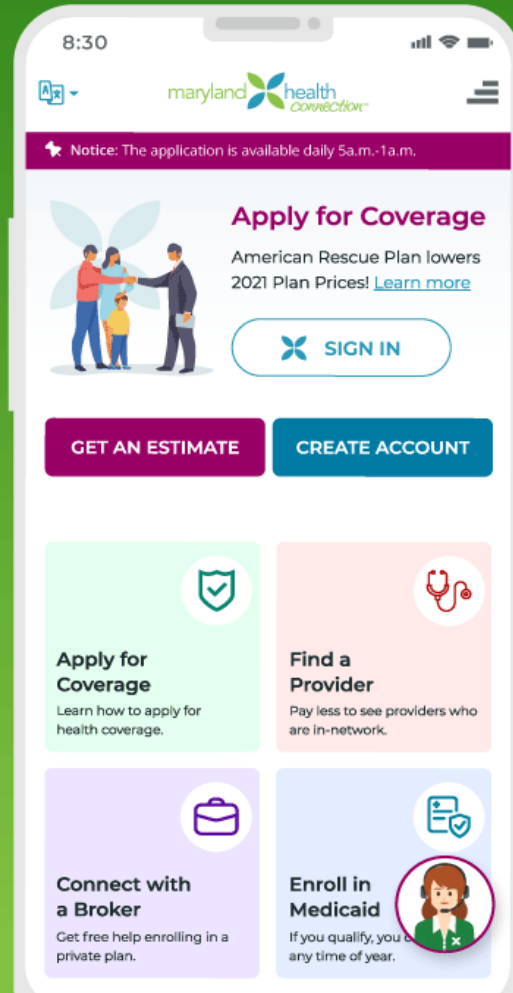 8:30
maryland health
connection
Notice: The application is available daily 5a.m.-1a.m.
Apply for Coverage
American Rescue Plan lowers
2021 Plan Prices! Learn more
SIGN IN
GET AN ESTIMATE
CREATE ACCOUNT
Apply for
Coverage
Learn how to apply for
health coverage.
Find a
Provider
Pay less to see providers who
are in-network.
Connect with
a Broker
Get free help enrolling in a
private plan.
Enroll in
Medicaid
If you qualify, you
any time of year.